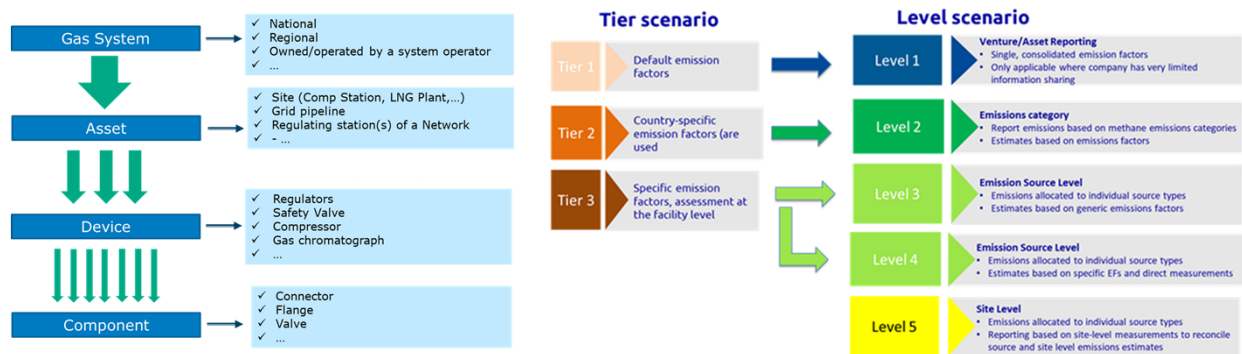 Gas System
✓ National
✓ Regional
✓ Owned/operated by a system operator
✓ ...
Asset
✓ Site (Comp Station, LNG Plant,...)
✓ Grid pipeline
✓ Regulating station(s) of a Network
✓ - ...
Device
✓ Regulators
✓ Safety Valve
✓ Compressor
✓ Gas chromatograph
✓ ...
Component
✓ Connector
✓ Flange
✓ Valve
✓ ...
Tier scenario
Tier 1
Default emission
factors
Tier 2
Country-specific
emission factors (are
used
Tier 3
Specific emission
factors, assessment at
the facility level
Level scenario
Level 1
Venture/Asset Reporting
• Single, consolidated emission factors
• Only applicable where company has very limited
information sharing
Level 2
Emissions category
• Report emissions based on methane emissions categories
• Estimates based on emissions factors
Level 3
Emission Source Level
• Emissions allocated to individual source types
• Estimates based on generic emissions factors
Level 4
Emission Source Level
• Emissions allocated to individual source types
• Estimates based on specific EFs and direct measurements
Level 5
Site Level
• Emissions allocated to individual source types
• Reporting based on site-level measurements to reconcile
source and site level emissions estimates